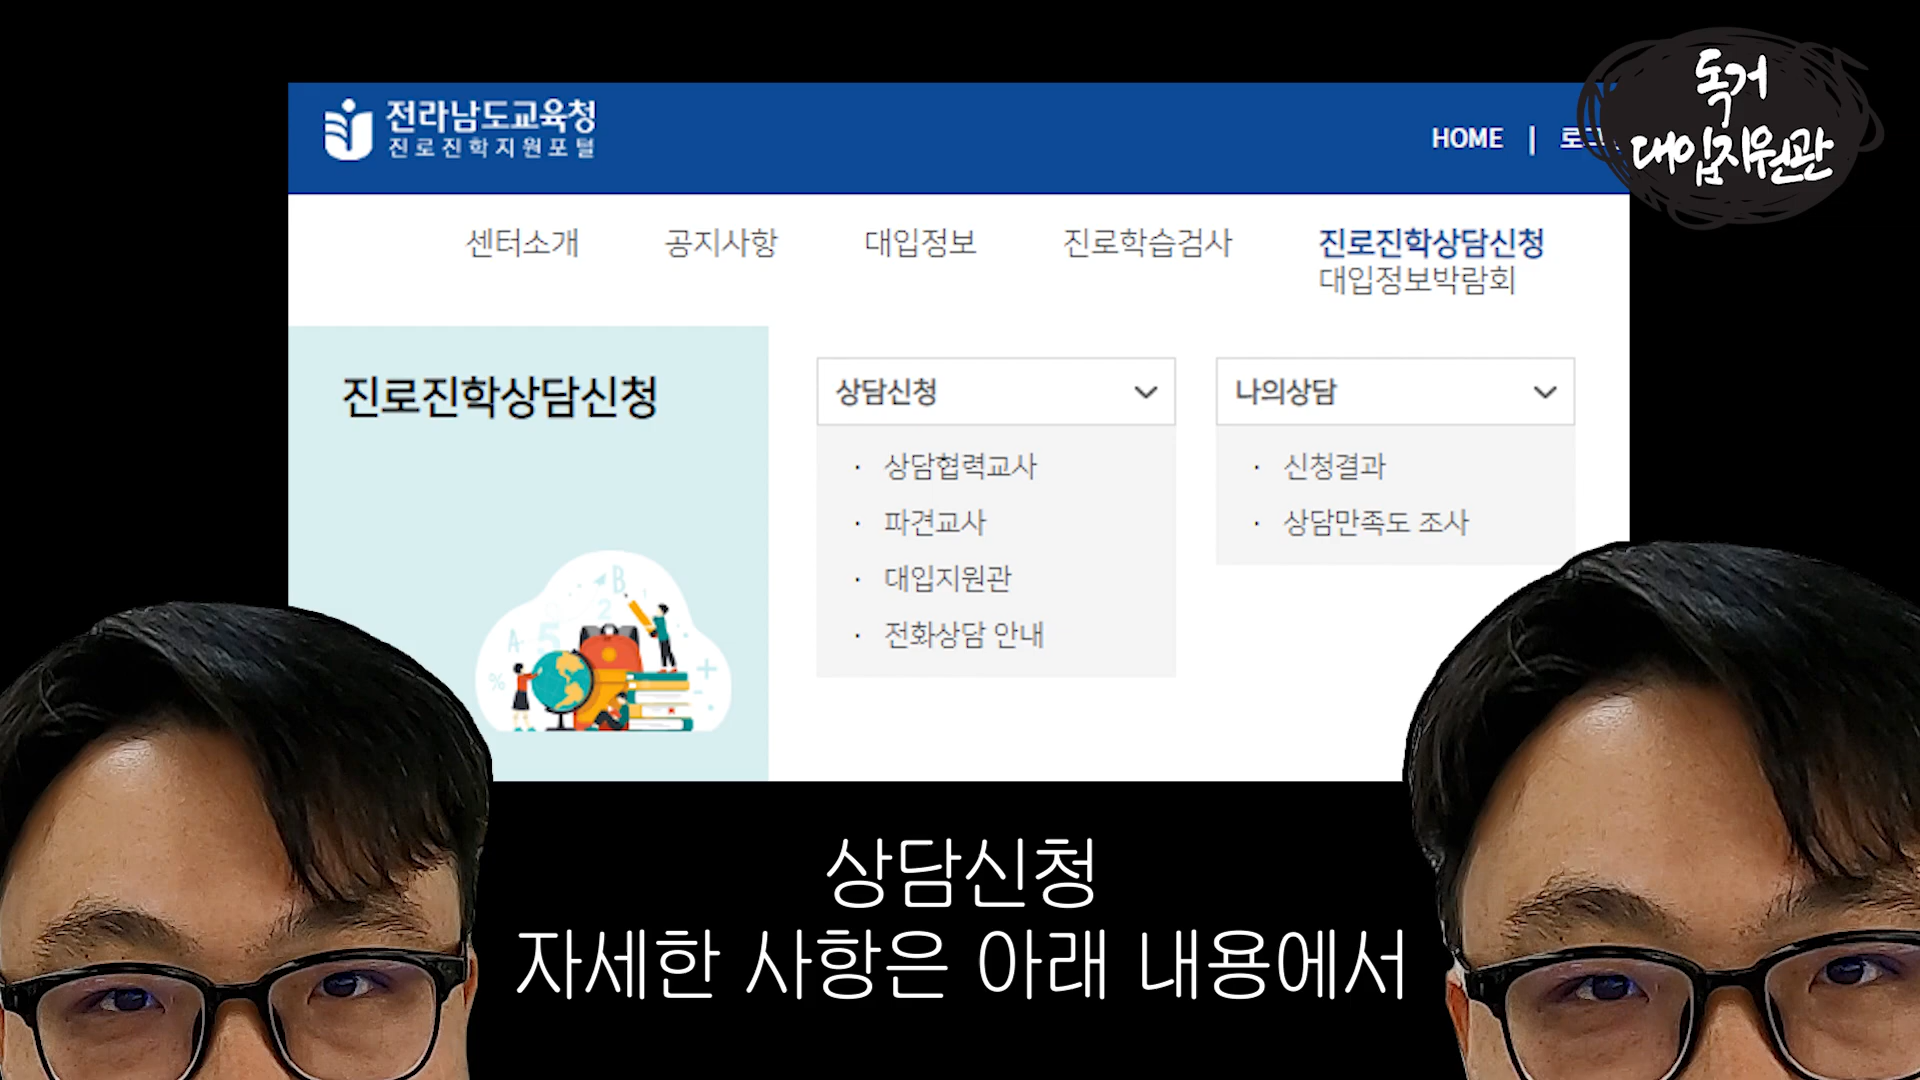 독거
대입지원관
전라남도교육청
진로진학지원포털
HOME | 로그
센터소개
공지사항
대입정보
진로학습검사
진로진학상담신청
대입정보박람회
진로진학상담신청
상담신청
· 상담협력교사
· 파견교사
· 대입지원관
· 전화상담 안내
나의상담
· 신청결과
· 상담만족도 조사
상담신청
자세한 사항은 아래 내용에서